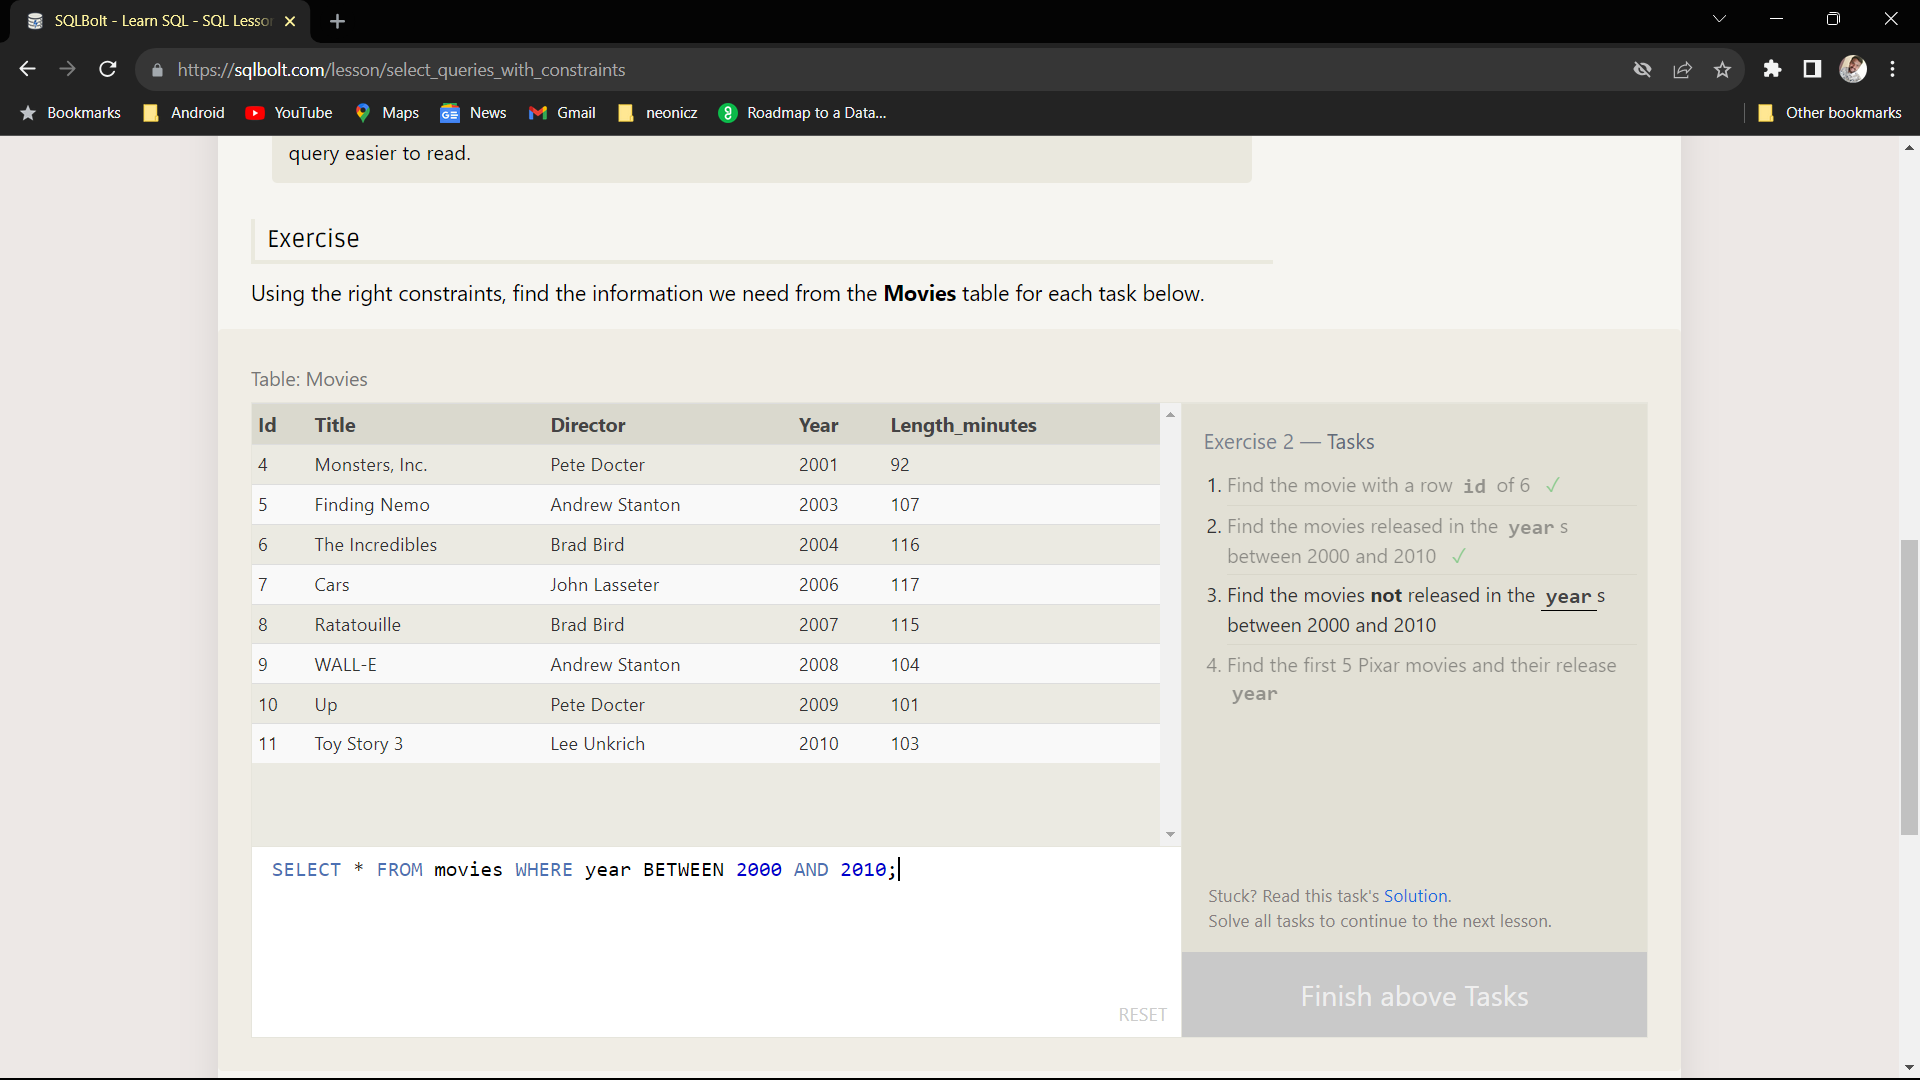 SQLBolt - Learn SQL - SQL Lesson
https://sqlbolt.com/lesson/select_queries_with_constraints
Bookmarks Android YouTube Maps News Gmail neonicz Roadmap to a Data... Other bookmarks
query easier to read.
Exercise
Using the right constraints, find the information we need from the Movies table for each task below.
Table: Movies
Id Title Director Year Length_minutes
4 Monsters, Inc. Pete Docter 2001 92
5 Finding Nemo Andrew Stanton 2003 107
6 The Incredibles Brad Bird 2004 116
7 Cars John Lasseter 2006 117
8 Ratatouille Brad Bird 2007 115
9 WALL-E Andrew Stanton 2008 104
10 Up Pete Docter 2009 101
11 Toy Story 3 Lee Unkrich 2010 103
SELECT * FROM movies WHERE year BETWEEN 2000 AND 2010;
RESET
Exercise 2 — Tasks
1. Find the movie with a row id of 6 ✓
2. Find the movies released in the year s
between 2000 and 2010 ✓
3. Find the movies not released in the year s
between 2000 and 2010
4. Find the first 5 Pixar movies and their release
year
Stuck? Read this task's Solution.
Solve all tasks to continue to the next lesson.
Finish above Tasks